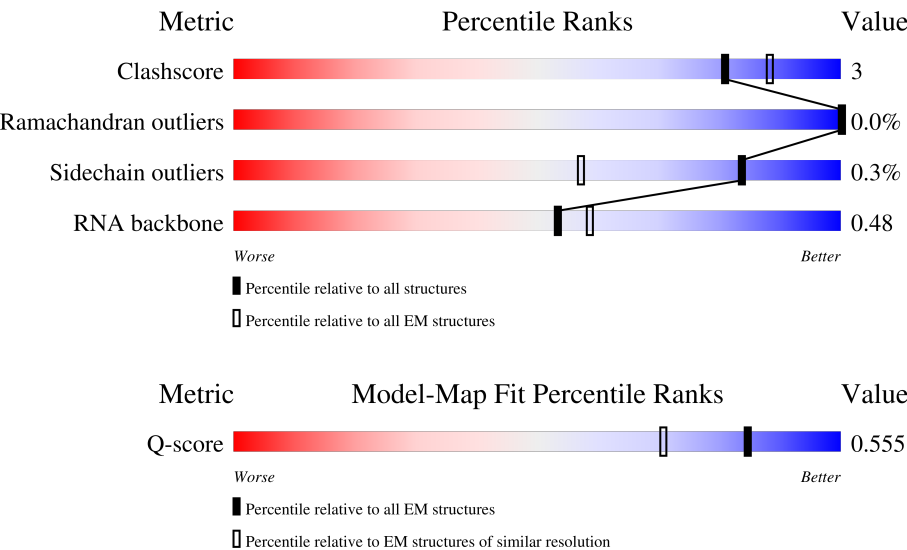 Metric Percentile Ranks Value
Clashscore 3
Ramachandran outliers 0.0%
Sidechain outliers 0.3%
RNA backbone 0.48
Worse Better
Percentile relative to all structures
Percentile relative to all EM structures
Metric Model-Map Fit Percentile Ranks Value
Q-score 0.555
Worse Better
Percentile relative to all EM structures
Percentile relative to EM structures of similar resolution